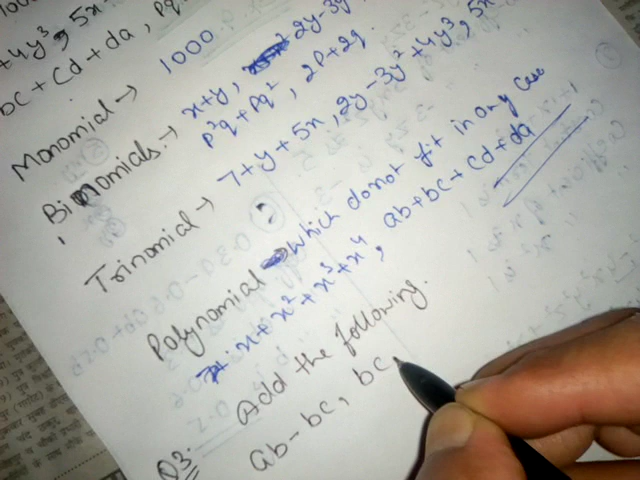 1000
+4y³, 5x
bc + cd + da, pq
Monomial → 1000
Binomials → x+y, 2y-3y
p²q + pq², 2p+2q.
Trinomial → 7+y+5x, 2y-3y²+4y³, 5x
Polynomial which donot fit in any case
x+x²+x³+x⁴, ab+bc+cd+da
Q3. Add the following.
ab-bc, bc